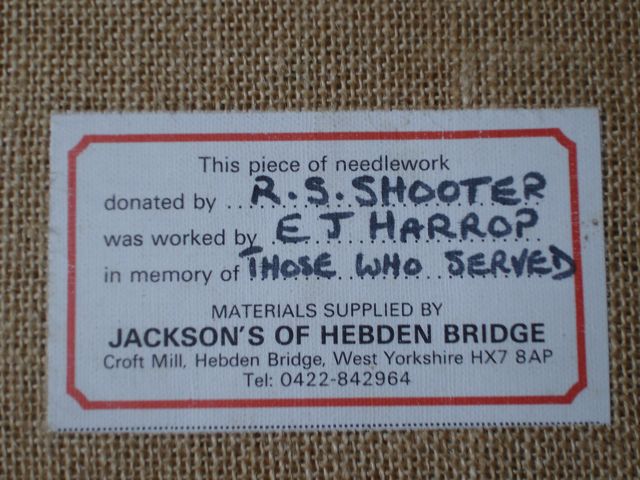 This piece of needlework
donated by R.S. SHOOTER
was worked by E J HARROP
in memory of THOSE WHO SERVED
MATERIALS SUPPLIED BY
JACKSON'S OF HEBDEN BRIDGE
Croft Mill, Hebden Bridge, West Yorkshire HX7 8AP
Tel: 0422-842964